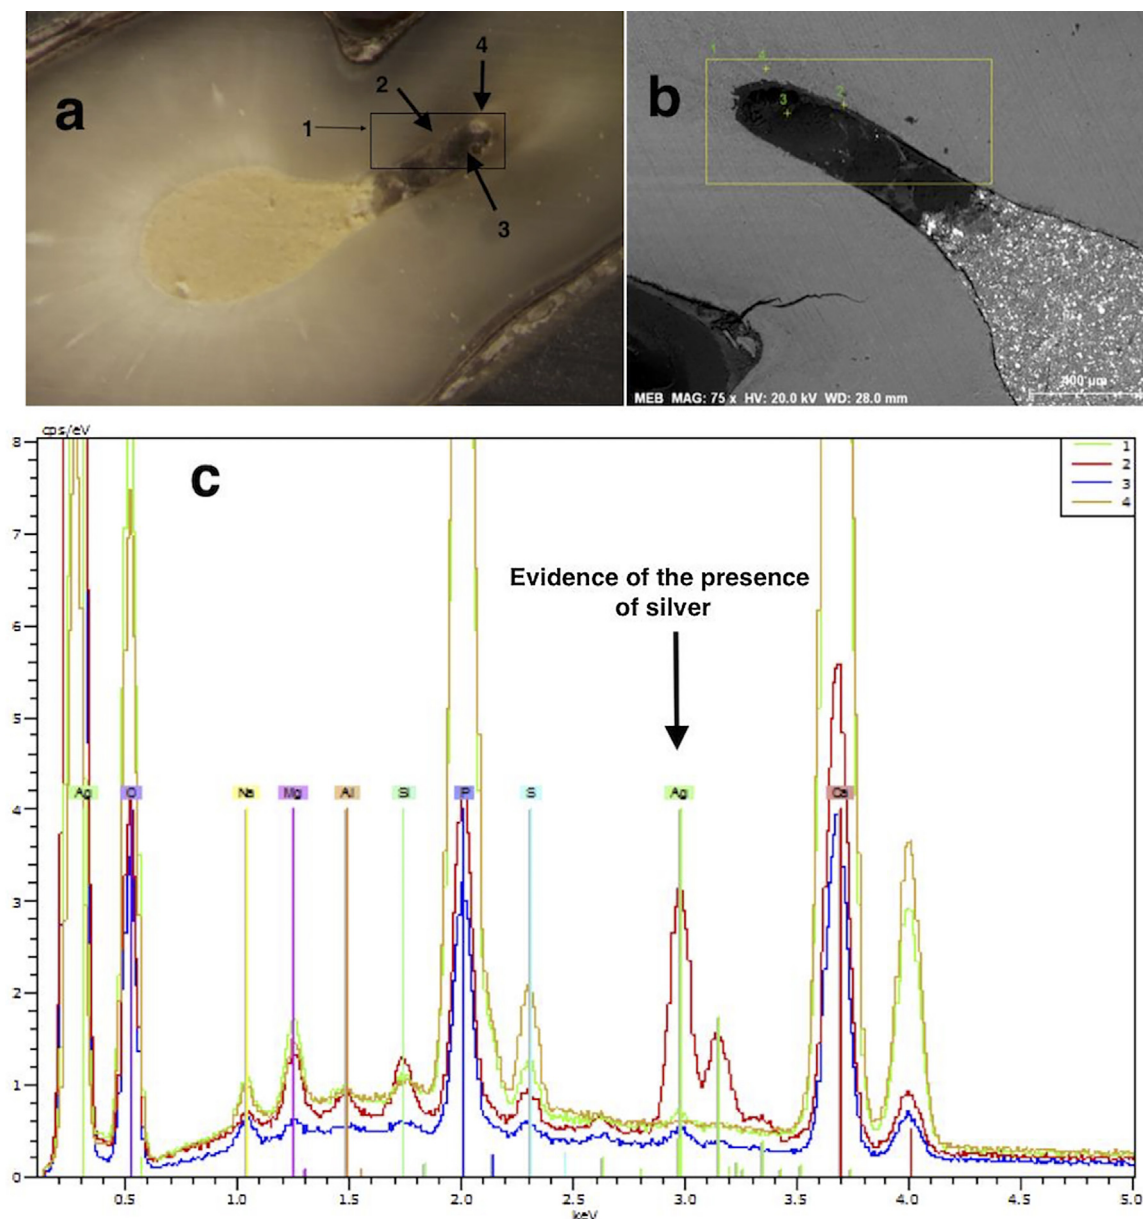 a
1
2
3
4
b
1
4
3
2
400 µm
MEB MAG: 75 x HV: 20.0 kV WD: 28.0 mm
cps/eV
c
1
2
3
4
Evidence of the presence
of silver
Ag O Na Mg Al Si P S Ag Ca
8
7
6
5
4
3
2
1
0
0.5 1.0 1.5 2.0 2.5 3.0 3.5 4.0 4.5 5.0
keV